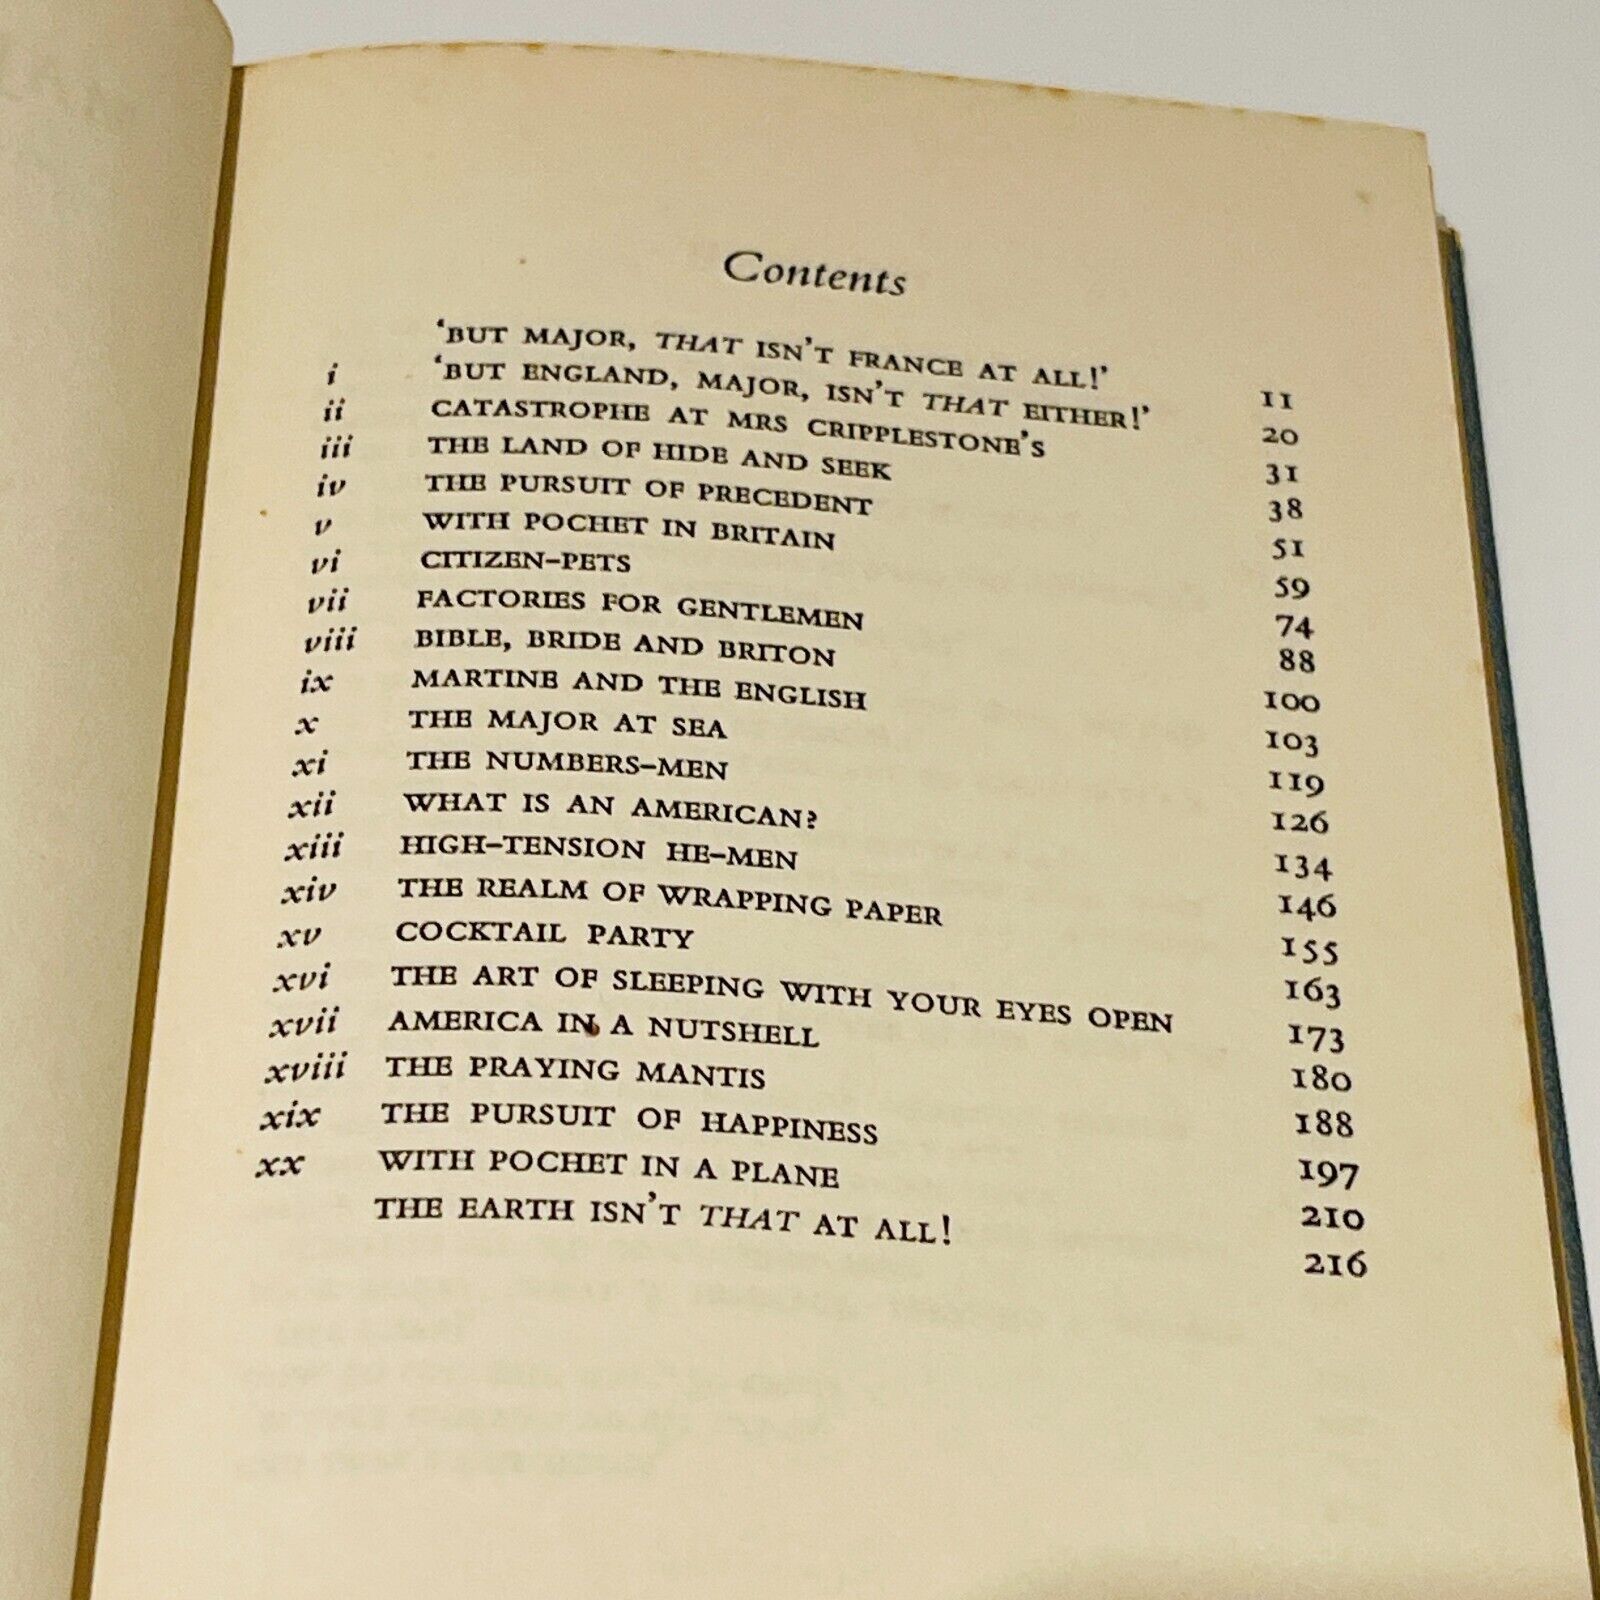 Contents
'BUT MAJOR, THAT ISN'T FRANCE AT ALL!' 11
i 'BUT ENGLAND, MAJOR, ISN'T THAT EITHER!' 20
ii CATASTROPHE AT MRS CRIPPLESTONE'S 31
iii THE LAND OF HIDE AND SEEK 38
iv THE PURSUIT OF PRECEDENT 51
v WITH POCHET IN BRITAIN 59
vi CITIZEN–PETS 74
vii FACTORIES FOR GENTLEMEN 88
viii BIBLE, BRIDE AND BRITON 100
ix MARTINE AND THE ENGLISH 103
x THE MAJOR AT SEA 119
xi THE NUMBERS–MEN 126
xii WHAT IS AN AMERICAN? 134
xiii HIGH–TENSION HE–MEN 146
xiv THE REALM OF WRAPPING PAPER 155
xv COCKTAIL PARTY 163
xvi THE ART OF SLEEPING WITH YOUR EYES OPEN 173
xvii AMERICA IN A NUTSHELL 180
xviii THE PRAYING MANTIS 188
xix THE PURSUIT OF HAPPINESS 197
xx WITH POCHET IN A PLANE 210
THE EARTH ISN'T THAT AT ALL! 216